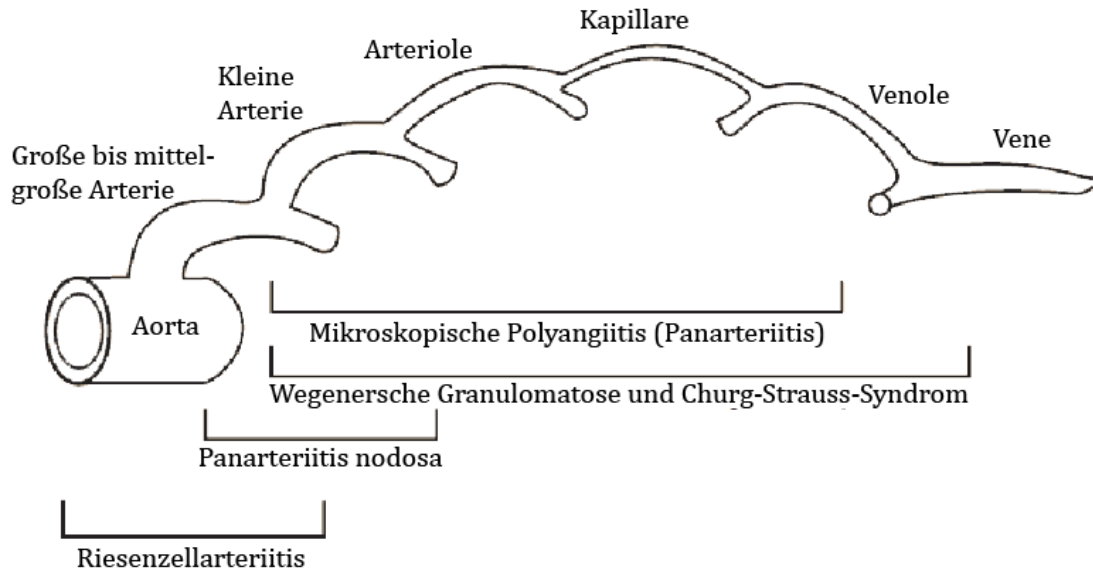 Kapillare
Arteriole
Kleine
Arterie
Venole
Vene
Große bis mittel-
große Arterie
Aorta
Mikroskopische Polyangiitis (Panarteriitis)
Wegenersche Granulomatose und Churg-Strauss-Syndrom
Panarteriitis nodosa
Riesenzellarteriitis